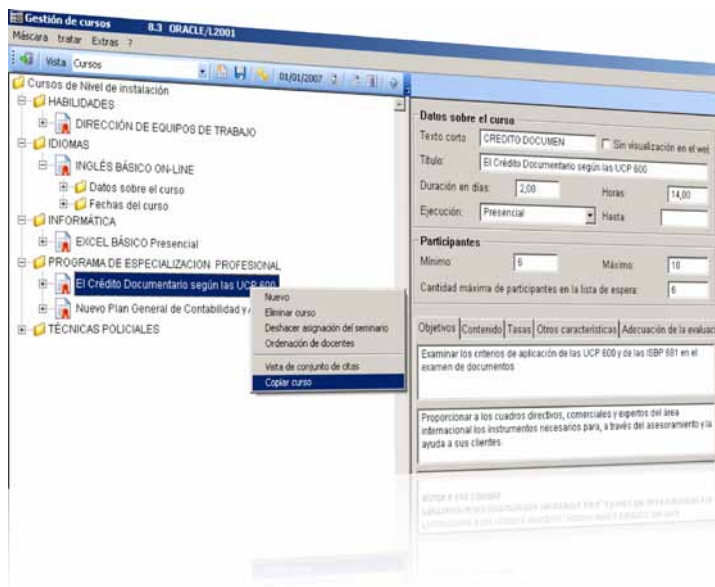 Gestión de cursos 8.3 ORACLE/L2001
Máscara tratar Extras ?
Vista Cursos 01/01/2007
Cursos de Nivel de instalación
HABILIDADES
DIRECCIÓN DE EQUIPOS DE TRABAJO
IDIOMAS
INGLÉS BÁSICO ON-LINE
Datos sobre el curso
Fechas del curso
INFORMÁTICA
EXCEL BÁSICO Presencial
PROGRAMA DE ESPECIALIZACIÓN PROFESIONAL
El Crédito Documentario según las UCP 600
Nuevo Plan General de Contabilidad y
TÉCNICAS POLICIALES
Nuevo
Eliminar curso
Deshacer asignación del seminario
Ordenación de docentes
Vista de conjunto de citas
Copiar curso
Datos sobre el curso
Texto corto CREDITO DOCUMEN Sin visualización en el wet
Título: El Crédito Documentario según las UCP 600
Duración en días: 2,00 Horas: 14,00
Ejecución: Presencial Hasta
Participantes
Mínimo 6 Máximo: 18
Cantidad máxima de participantes en la lista de espera: 6
Objetivos Contenido Tasas Otros características Adecuación de la evaluac
Examinar los criterios de aplicación de las UCP 600 y de las ISBP 681 en el
examen de documentos
Proporcionar a los cuadros directivos, comerciales y expertos del área
internacional los instrumentos necesarios para, a través del asesoramiento y la
ayuda a sus clientes